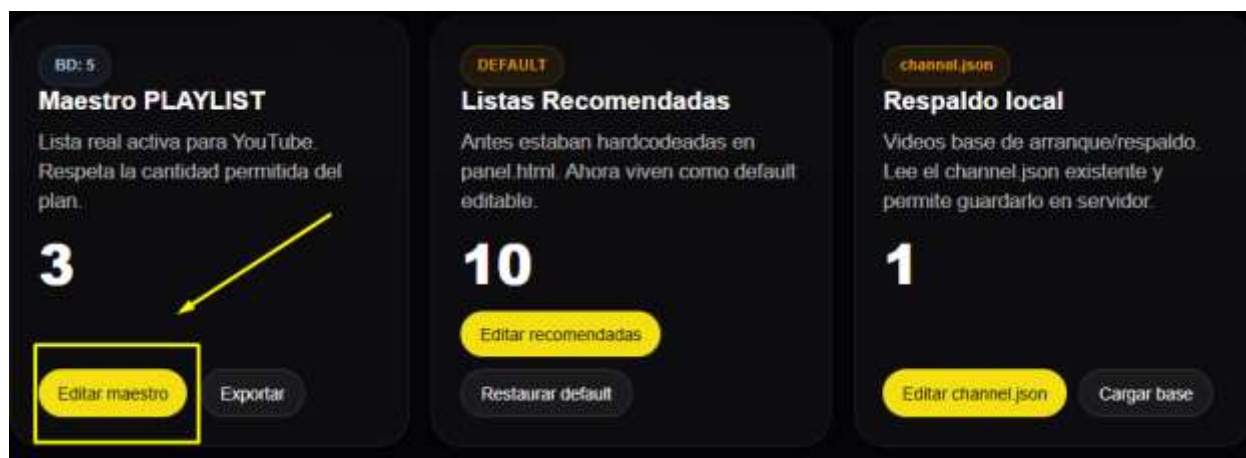 BD: 5
Maestro PLAYLIST
Lista real activa para YouTube.
Respeta la cantidad permitida del
plan.
3
Editar maestro
Exportar
DEFAULT
Listas Recomendadas
Antes estaban hardcodeadas en
panel.html. Ahora viven como default
editable.
10
Editar recomendadas
Restaurar default
channel.json
Respaldo local
Videos base de arranque/respaldo.
Lee el channel.json existente y
permite guardarlo en servidor.
1
Editar channel.json
Cargar base